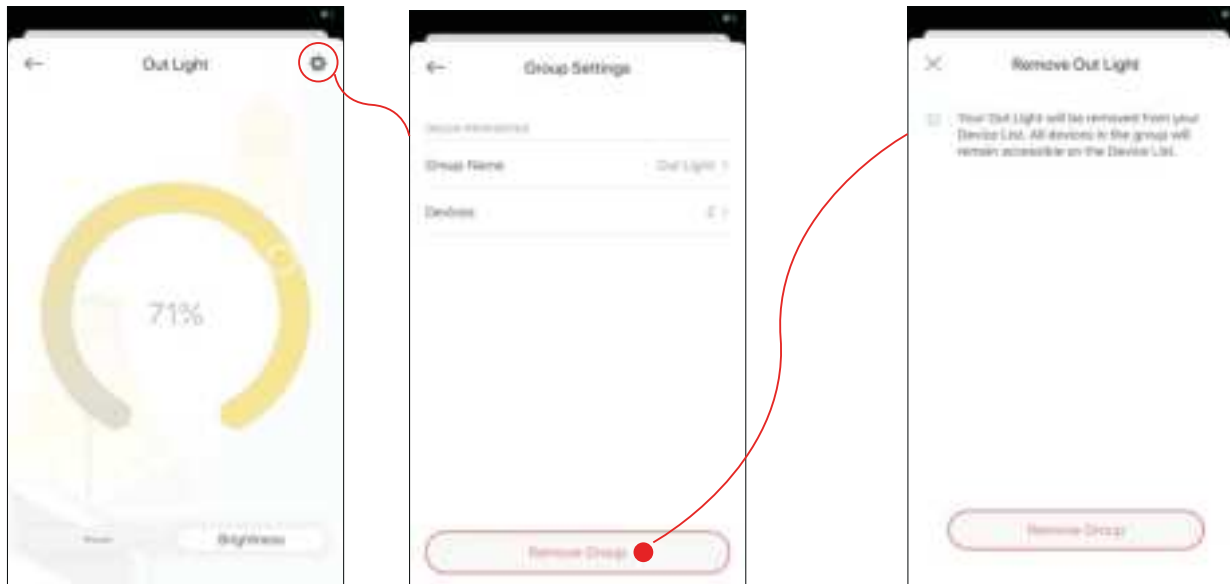 Out Light
71%
Brightness
Group Settings
Group Name
Out Light
Devices
Remove Group
Remove Out Light
Your Out Light will be removed from your
Device List. All devices in the group will
remain accessible on the Device List.
Remove Group